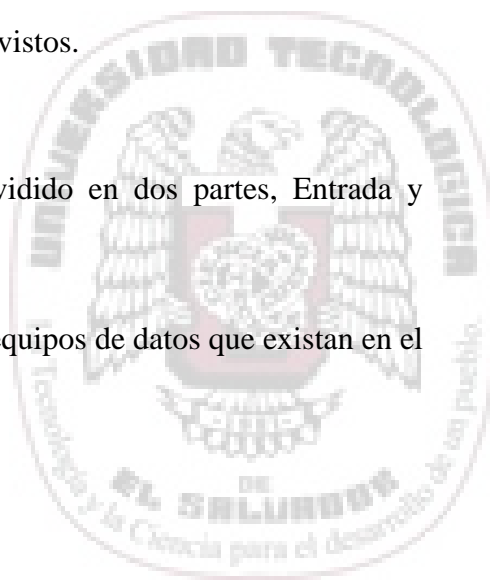 vistos.
UNIVERSIDAD TECNOLOGICA
vidido en dos partes, Entrada y
equipos de datos que existan en el
DE
EL SALVADOR
Tecnología y la Ciencia para el desarrollo de un pueblo.